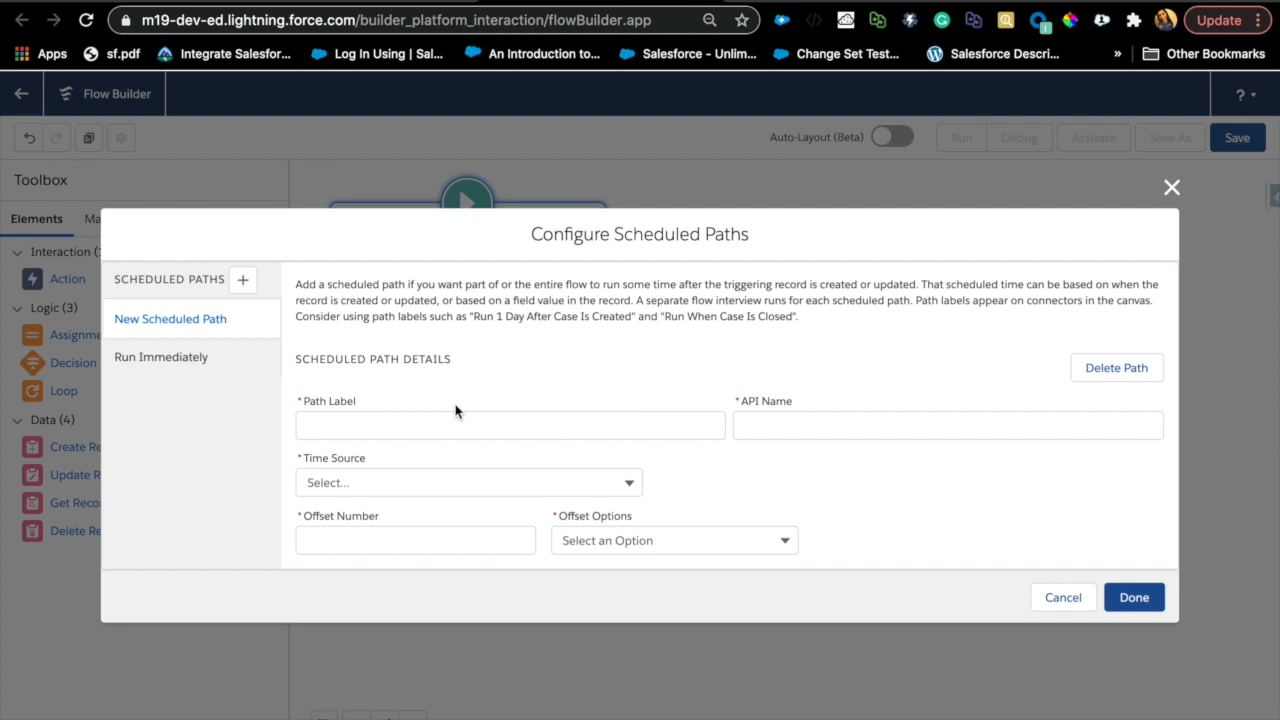 m19-dev-ed.lightning.force.com/builder_platform_interaction/flowBuilder.app
Update
Apps
sf.pdf
Integrate Salesfor...
Log In Using | Sal...
An Introduction to...
Salesforce - Unlim...
Change Set Test...
Salesforce Descri...
»
Other Bookmarks
Flow Builder
?
Auto-Layout (Beta)
Run
Debug
Activate
Save As
Save
Toolbox
Elements
Ma
Configure Scheduled Paths
Interaction (
Action
Logic (3)
Assignme
Decision
Loop
Data (4)
Create Re
Update R
Get Reco
Delete Re
SCHEDULED PATHS +
New Scheduled Path
Run Immediately
Add a scheduled path if you want part of or the entire flow to run some time after the triggering record is created or updated. That scheduled time can be based on when the
record is created or updated, or based on a field value in the record. A separate flow interview runs for each scheduled path. Path labels appear on connectors in the canvas.
Consider using path labels such as "Run 1 Day After Case Is Created" and "Run When Case Is Closed".
SCHEDULED PATH DETAILS
Delete Path
* Path Label
* API Name
* Time Source
Select...
* Offset Number
* Offset Options
Select an Option
Cancel
Done